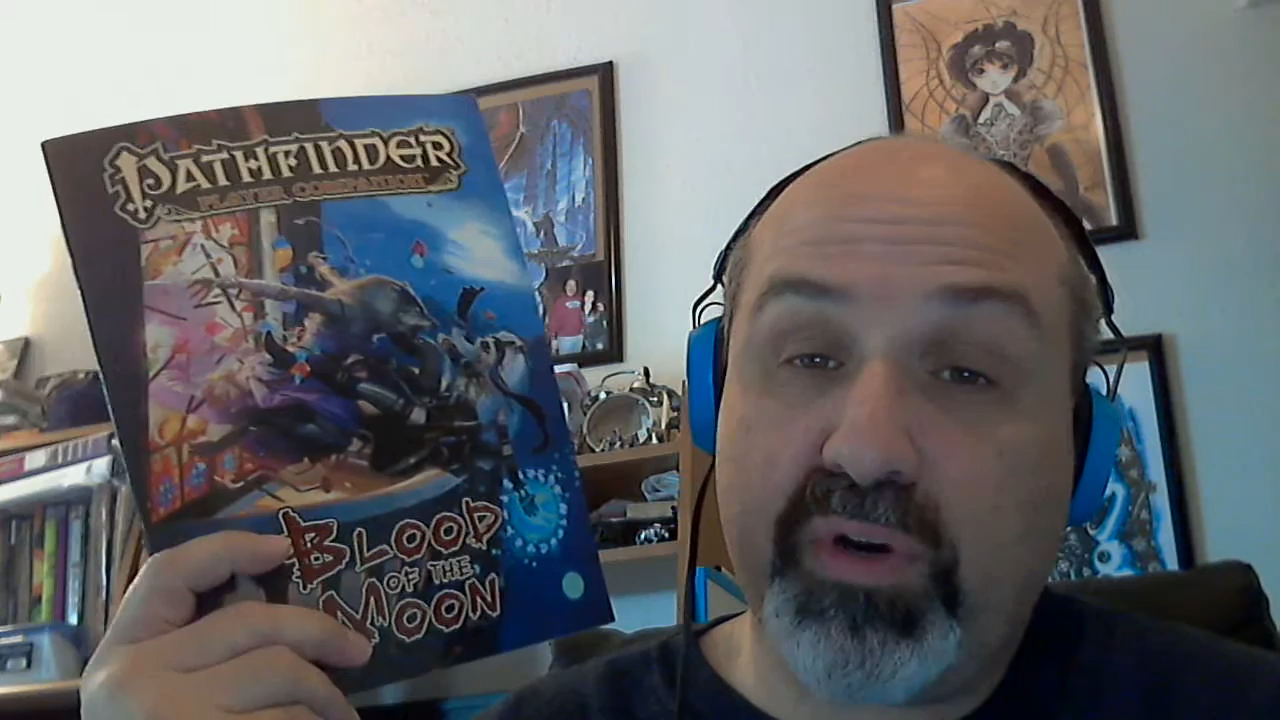 PATHFINDER
PLAYER COMPANION
BLOOD
OF THE
MOON